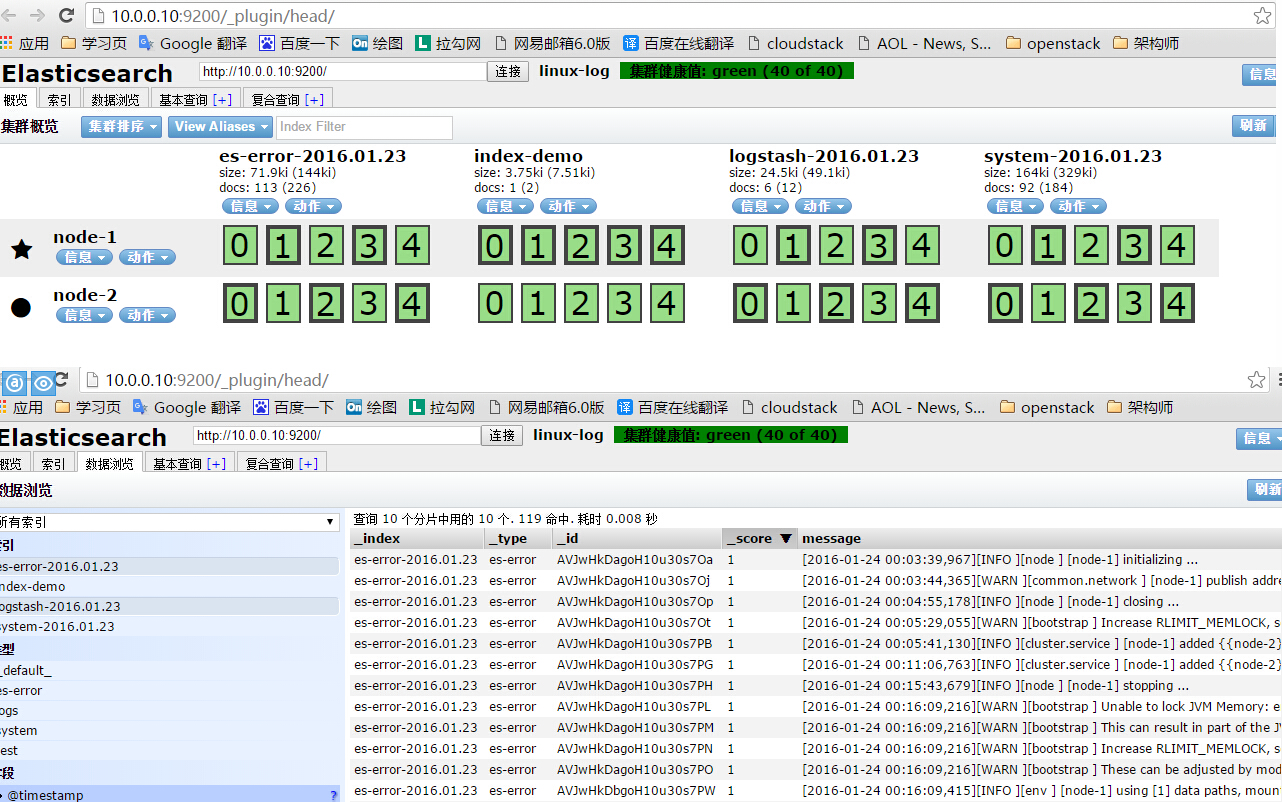 10.0.0.10:9200/_plugin/head/
应用 学习页 Google 翻译 百度一下 On 绘图 L 拉勾网 网易邮箱6.0版 译 百度在线翻译 cloudstack AOL - News, S... openstack 架构师
Elasticsearch http://10.0.0.10:9200/ 连接 linux-log 集群健康值: green (40 of 40) 信息
概览 索引 数据浏览 基本查询 [+] 复合查询 [+]
集群概览 集群排序 View Aliases Index Filter 刷新
es-error-2016.01.23 index-demo logstash-2016.01.23 system-2016.01.23
size: 71.9ki (144ki) size: 3.75ki (7.51ki) size: 24.5ki (49.1ki) size: 164ki (329ki)
docs: 113 (226) docs: 1 (2) docs: 6 (12) docs: 92 (184)
信息 动作 信息 动作 信息 动作 信息 动作
node-1 0 1 2 3 4 0 1 2 3 4 0 1 2 3 4 0 1 2 3 4
信息 动作
node-2 0 1 2 3 4 0 1 2 3 4 0 1 2 3 4 0 1 2 3 4
信息 动作
@ 10.0.0.10:9200/_plugin/head/
应用 学习页 Google 翻译 百度一下 On 绘图 L 拉勾网 网易邮箱6.0版 译 百度在线翻译 cloudstack AOL - News, S... openstack 架构师
Elasticsearch http://10.0.0.10:9200/ 连接 linux-log 集群健康值: green (40 of 40) 信息
概览 索引 数据浏览 基本查询 [+] 复合查询 [+]
数据浏览 刷新
所有索引 查询 10 个分片中用的 10 个. 119 命中. 耗时 0.008 秒
索引
es-error-2016.01.23
index-demo
logstash-2016.01.23
system-2016.01.23
类型
_default_
es-error
logs
system
test
字段
@timestamp ?
_index _type _id _score ▼ message
es-error-2016.01.23 es-error AVJwHkDagoH10u30s7Oa 1 [2016-01-24 00:03:39,967][INFO ][node ] [node-1] initializing ...
es-error-2016.01.23 es-error AVJwHkDagoH10u30s7Oj 1 [2016-01-24 00:03:44,365][WARN ][common.network ] [node-1] publish addre
es-error-2016.01.23 es-error AVJwHkDagoH10u30s7Op 1 [2016-01-24 00:04:55,178][INFO ][node ] [node-1] closing ...
es-error-2016.01.23 es-error AVJwHkDagoH10u30s7Ot 1 [2016-01-24 00:05:29,055][WARN ][bootstrap ] Increase RLIMIT_MEMLOCK, s
es-error-2016.01.23 es-error AVJwHkDagoH10u30s7PB 1 [2016-01-24 00:05:41,130][INFO ][cluster.service ] [node-1] added {{node-2}
es-error-2016.01.23 es-error AVJwHkDagoH10u30s7PG 1 [2016-01-24 00:11:06,763][INFO ][cluster.service ] [node-1] added {{node-2}
es-error-2016.01.23 es-error AVJwHkDagoH10u30s7PH 1 [2016-01-24 00:15:43,679][INFO ][node ] [node-1] stopping ...
es-error-2016.01.23 es-error AVJwHkDbgoH10u30s7PL 1 [2016-01-24 00:16:09,216][WARN ][bootstrap ] Unable to lock JVM Memory: e
es-error-2016.01.23 es-error AVJwHkDbgoH10u30s7PM 1 [2016-01-24 00:16:09,216][WARN ][bootstrap ] This can result in part of the J
es-error-2016.01.23 es-error AVJwHkDbgoH10u30s7PN 1 [2016-01-24 00:16:09,216][WARN ][bootstrap ] Increase RLIMIT_MEMLOCK, s
es-error-2016.01.23 es-error AVJwHkDbgoH10u30s7PO 1 [2016-01-24 00:16:09,216][WARN ][bootstrap ] These can be adjusted by mod
es-error-2016.01.23 es-error AVJwHkDbgoH10u30s7PW 1 [2016-01-24 00:16:09,415][INFO ][env ] [node-1] using [1] data paths, moun